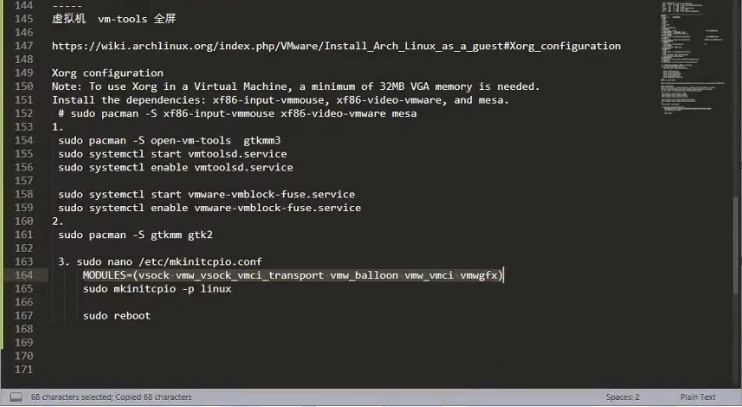 144 -----
145 虚拟机 vm-tools 全屏
146
147 https://wiki.archlinux.org/index.php/VMware/Install_Arch_Linux_as_a_guest#Xorg_configuration
148
149 Xorg configuration
150 Note: To use Xorg in a Virtual Machine, a minimum of 32MB VGA memory is needed.
151 Install the dependencies: xf86-input-vmmouse, xf86-video-vmware, and mesa.
152 # sudo pacman -S xf86-input-vmmouse xf86-video-vmware mesa
153 1.
154 sudo pacman -S open-vm-tools gtkmm3
155 sudo systemctl start vmtoolsd.service
156 sudo systemctl enable vmtoolsd.service
157
158 sudo systemctl start vmware-vmblock-fuse.service
159 sudo systemctl enable vmware-vmblock-fuse.service
160 2.
161 sudo pacman -S gtkmm gtk2
162
163 3. sudo nano /etc/mkinitcpio.conf
164 MODULES=(vsock vmw_vsock_vmci_transport vmw_balloon vmw_vmci vmwgfx)
165 sudo mkinitcpio -p linux
166
167 sudo reboot
168
169
170
171
68 characters selected; Copied 68 characters
Spaces: 2
Plain Text